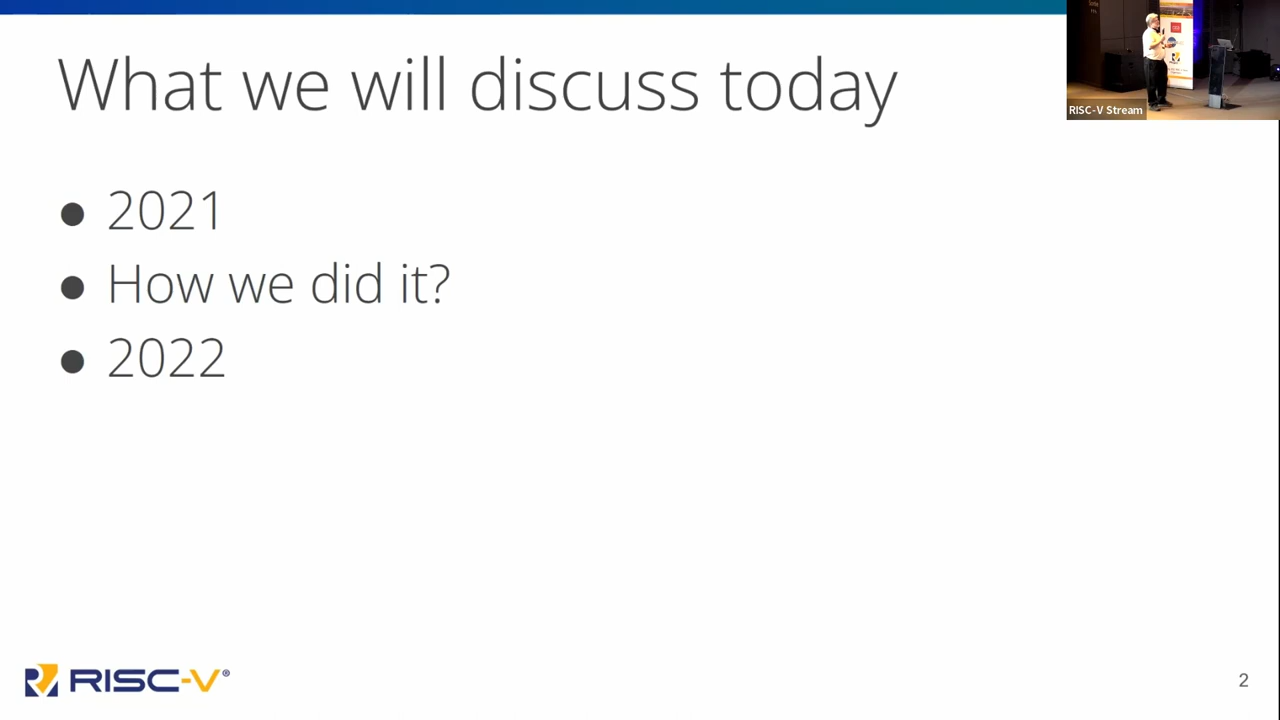 What we will discuss today
RISC-V Stream
● 2021
● How we did it?
● 2022
RISC-V®
2